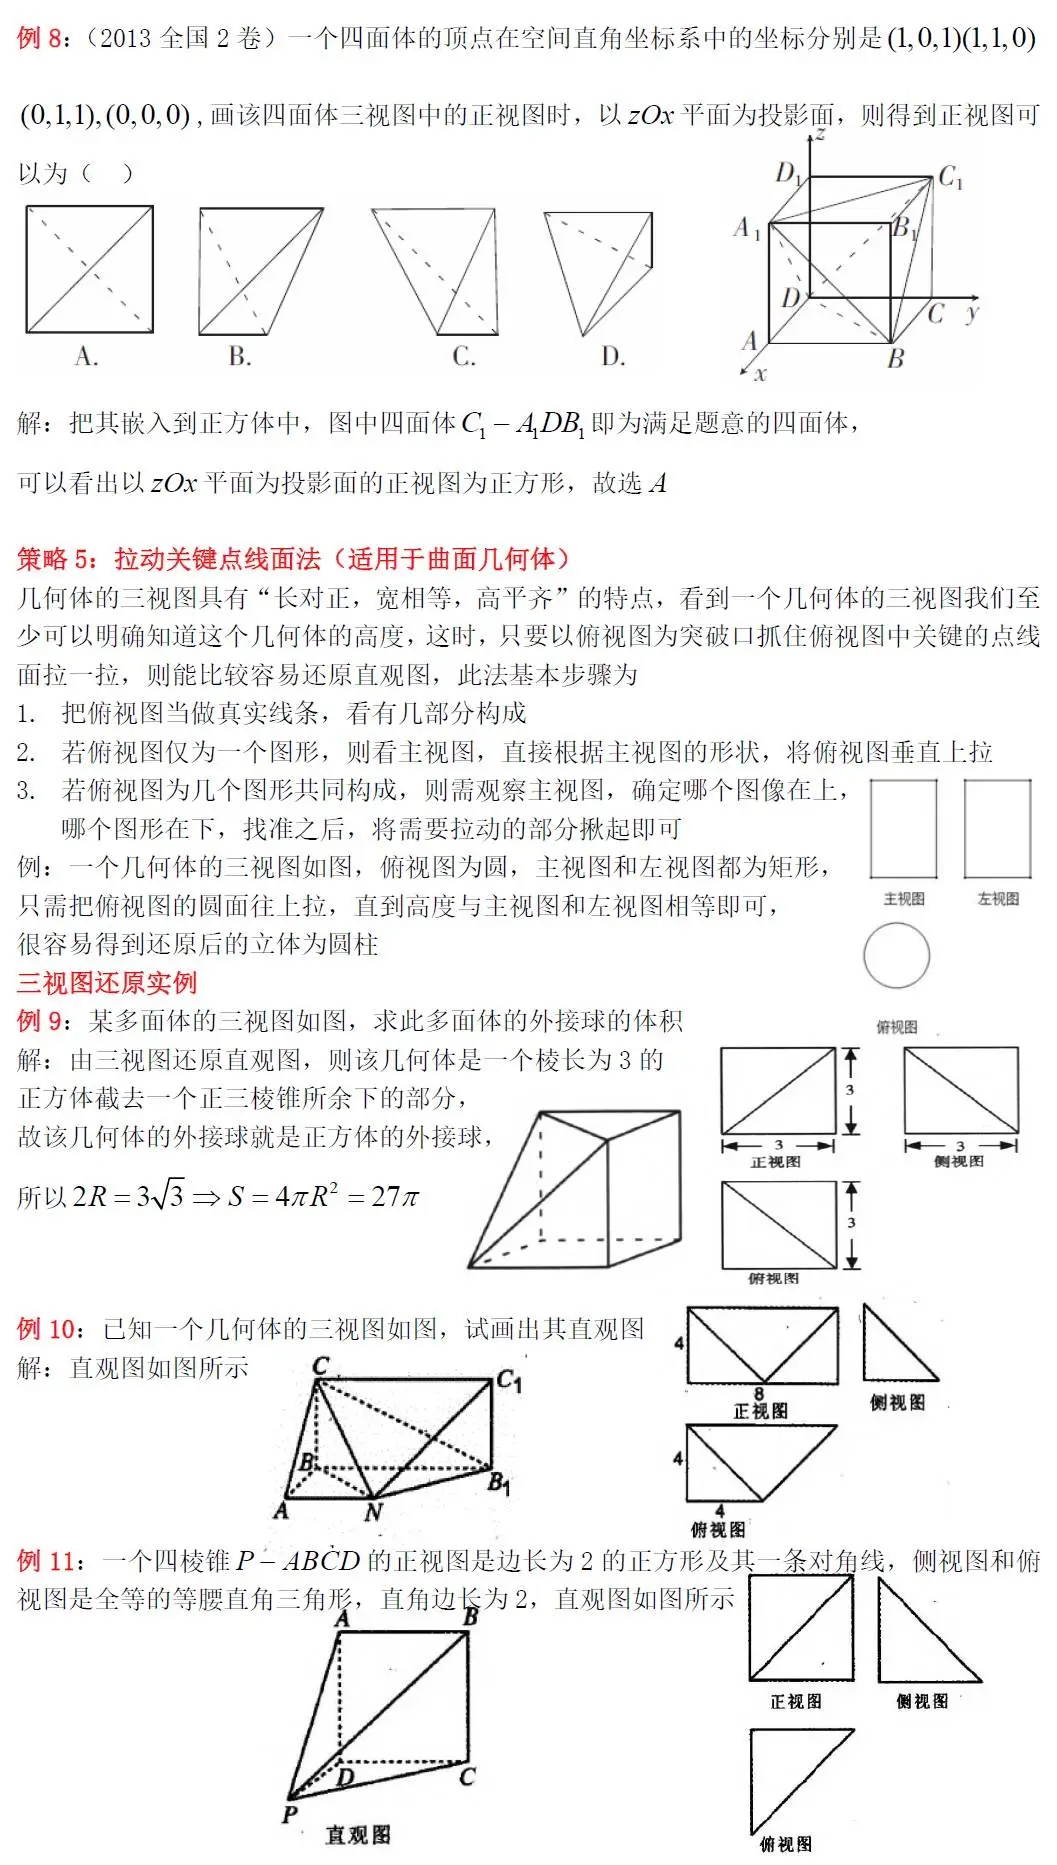 例8:（2013 全国 2 卷）一个四面体的顶点在空间直角坐标系中的坐标分别是(1,0,1)(1,1,0)
(0,1,1),(0,0,0),画该四面体三视图中的正视图时，以 zOx 平面为投影面，则得到正视图可
以为（　）
A.
B.
C.
D.
z
D₁
C₁
A₁
B₁
D
C
y
A
B
x
解：把其嵌入到正方体中，图中四面体 C₁ − A₁DB₁ 即为满足题意的四面体，
可以看出以 zOx 平面为投影面的正视图为正方形，故选 A
策略 5：拉动关键点线面法（适用于曲面几何体）
几何体的三视图具有“长对正，宽相等，高平齐”的特点，看到一个几何体的三视图我们至
少可以明确知道这个几何体的高度，这时，只要以俯视图为突破口抓住俯视图中关键的点线
面拉一拉，则能比较容易还原直观图，此法基本步骤为
1. 把俯视图当做真实线条，看有几部分构成
2. 若俯视图仅为一个图形，则看主视图，直接根据主视图的形状，将俯视图垂直上拉
3. 若俯视图为几个图形共同构成，则需观察主视图，确定哪个图像在上，
哪个图形在下，找准之后，将需要拉动的部分揪起即可
例：一个几何体的三视图如图，俯视图为圆，主视图和左视图都为矩形，
只需把俯视图的圆面往上拉，直到高度与主视图和左视图相等即可，
很容易得到还原后的立体为圆柱
主视图
左视图
俯视图
三视图还原实例
例 9：某多面体的三视图如图，求此多面体的外接球的体积
解：由三视图还原直观图，则该几何体是一个棱长为 3 的
正方体截去一个正三棱锥所余下的部分，
故该几何体的外接球就是正方体的外接球，
所以 2R = 3√3 ⇒ S = 4πR² = 27π
3
3
正视图
3
侧视图
3
俯视图
例 10：已知一个几何体的三视图如图，试画出其直观图
解：直观图如图所示
C
C₁
B
B₁
A
N
4
8
正视图
侧视图
4
4
俯视图
例 11：一个四棱锥 P − ABCD 的正视图是边长为 2 的正方形及其一条对角线，侧视图和俯
视图是全等的等腰直角三角形，直角边长为 2，直观图如图所示
A
B
D
C
P
直观图
正视图
侧视图
俯视图